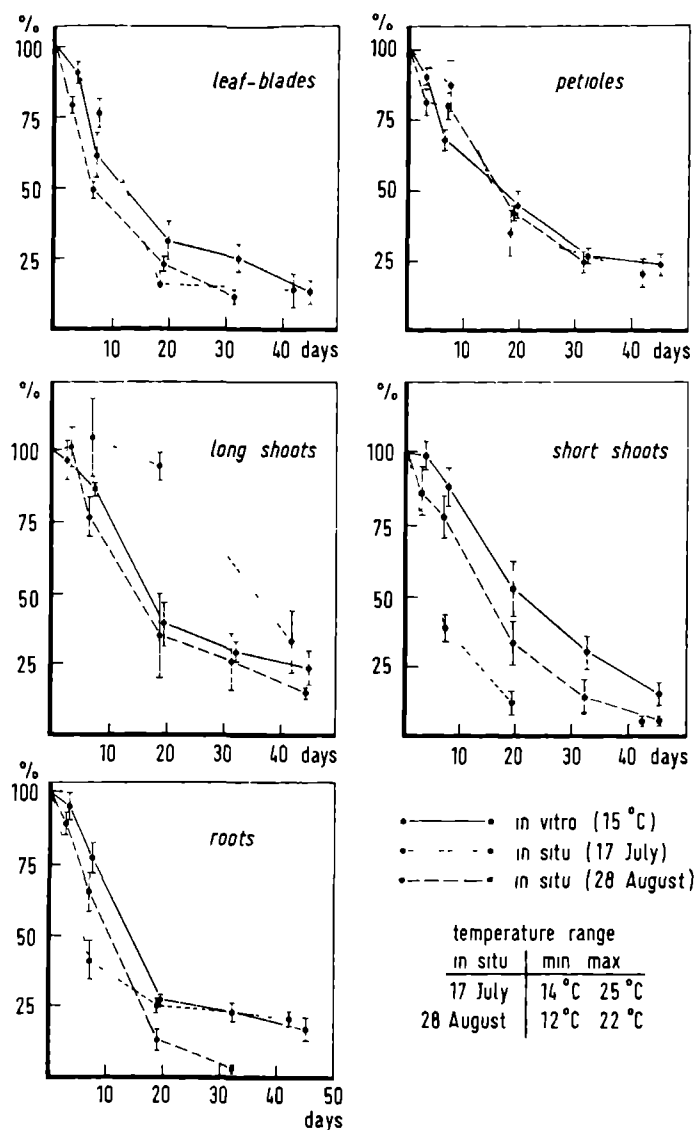 %
100
75
50
25
leaf-blades
10 20 30 40 days
%
100
75
50
25
petioles
10 20 30 40 days
%
100
75
50
25
long shoots
10 20 30 40 days
%
100
75
50
25
short shoots
10 20 30 40 days
%
75
50
25
roots
10 20 30 40 50
days
in vitro (15 °C)
in situ (17 July)
in situ (28 August)
temperature range
in situ min max
17 July 14 °C 25 °C
28 August 12 °C 22 °C